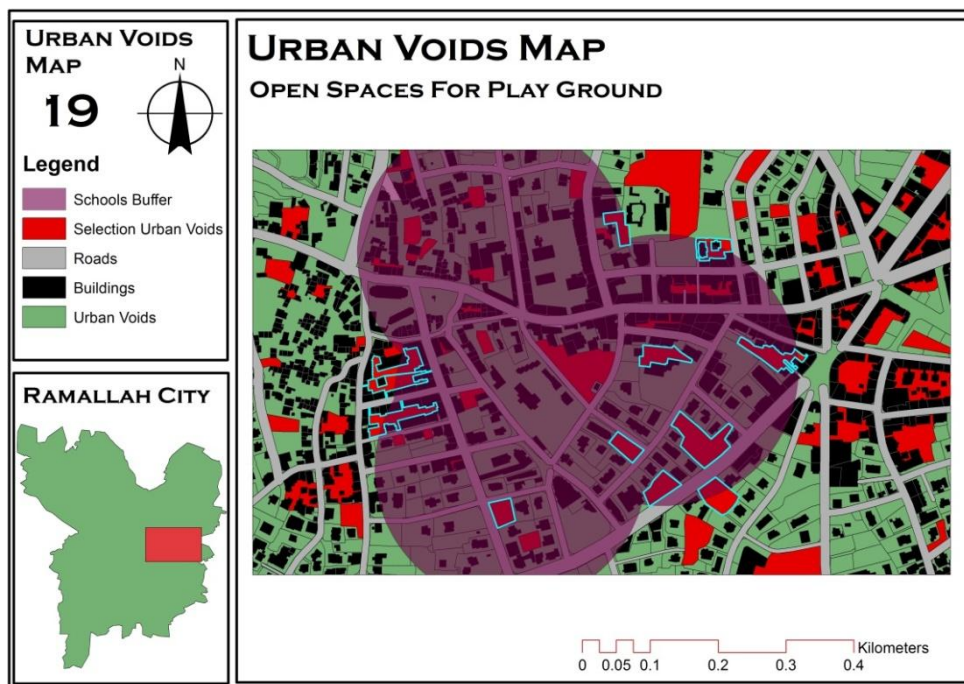 URBAN VOIDS
MAP
19
N
Legend
Schools Buffer
Selection Urban Voids
Roads
Buildings
Urban Voids
RAMALLAH CITY
URBAN VOIDS MAP
OPEN SPACES FOR PLAY GROUND
Kilometers
0 0.05 0.1 0.2 0.3 0.4